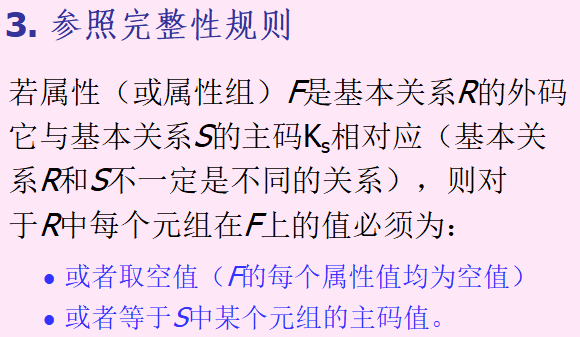 3. 参照完整性规则
若属性（或属性组）F是基本关系R的外码
它与基本关系S的主码Ks相对应（基本关
系R和S不一定是不同的关系），则对
于R中每个元组在F上的值必须为：
• 或者取空值（F的每个属性值均为空值）
• 或者等于S中某个元组的主码值。